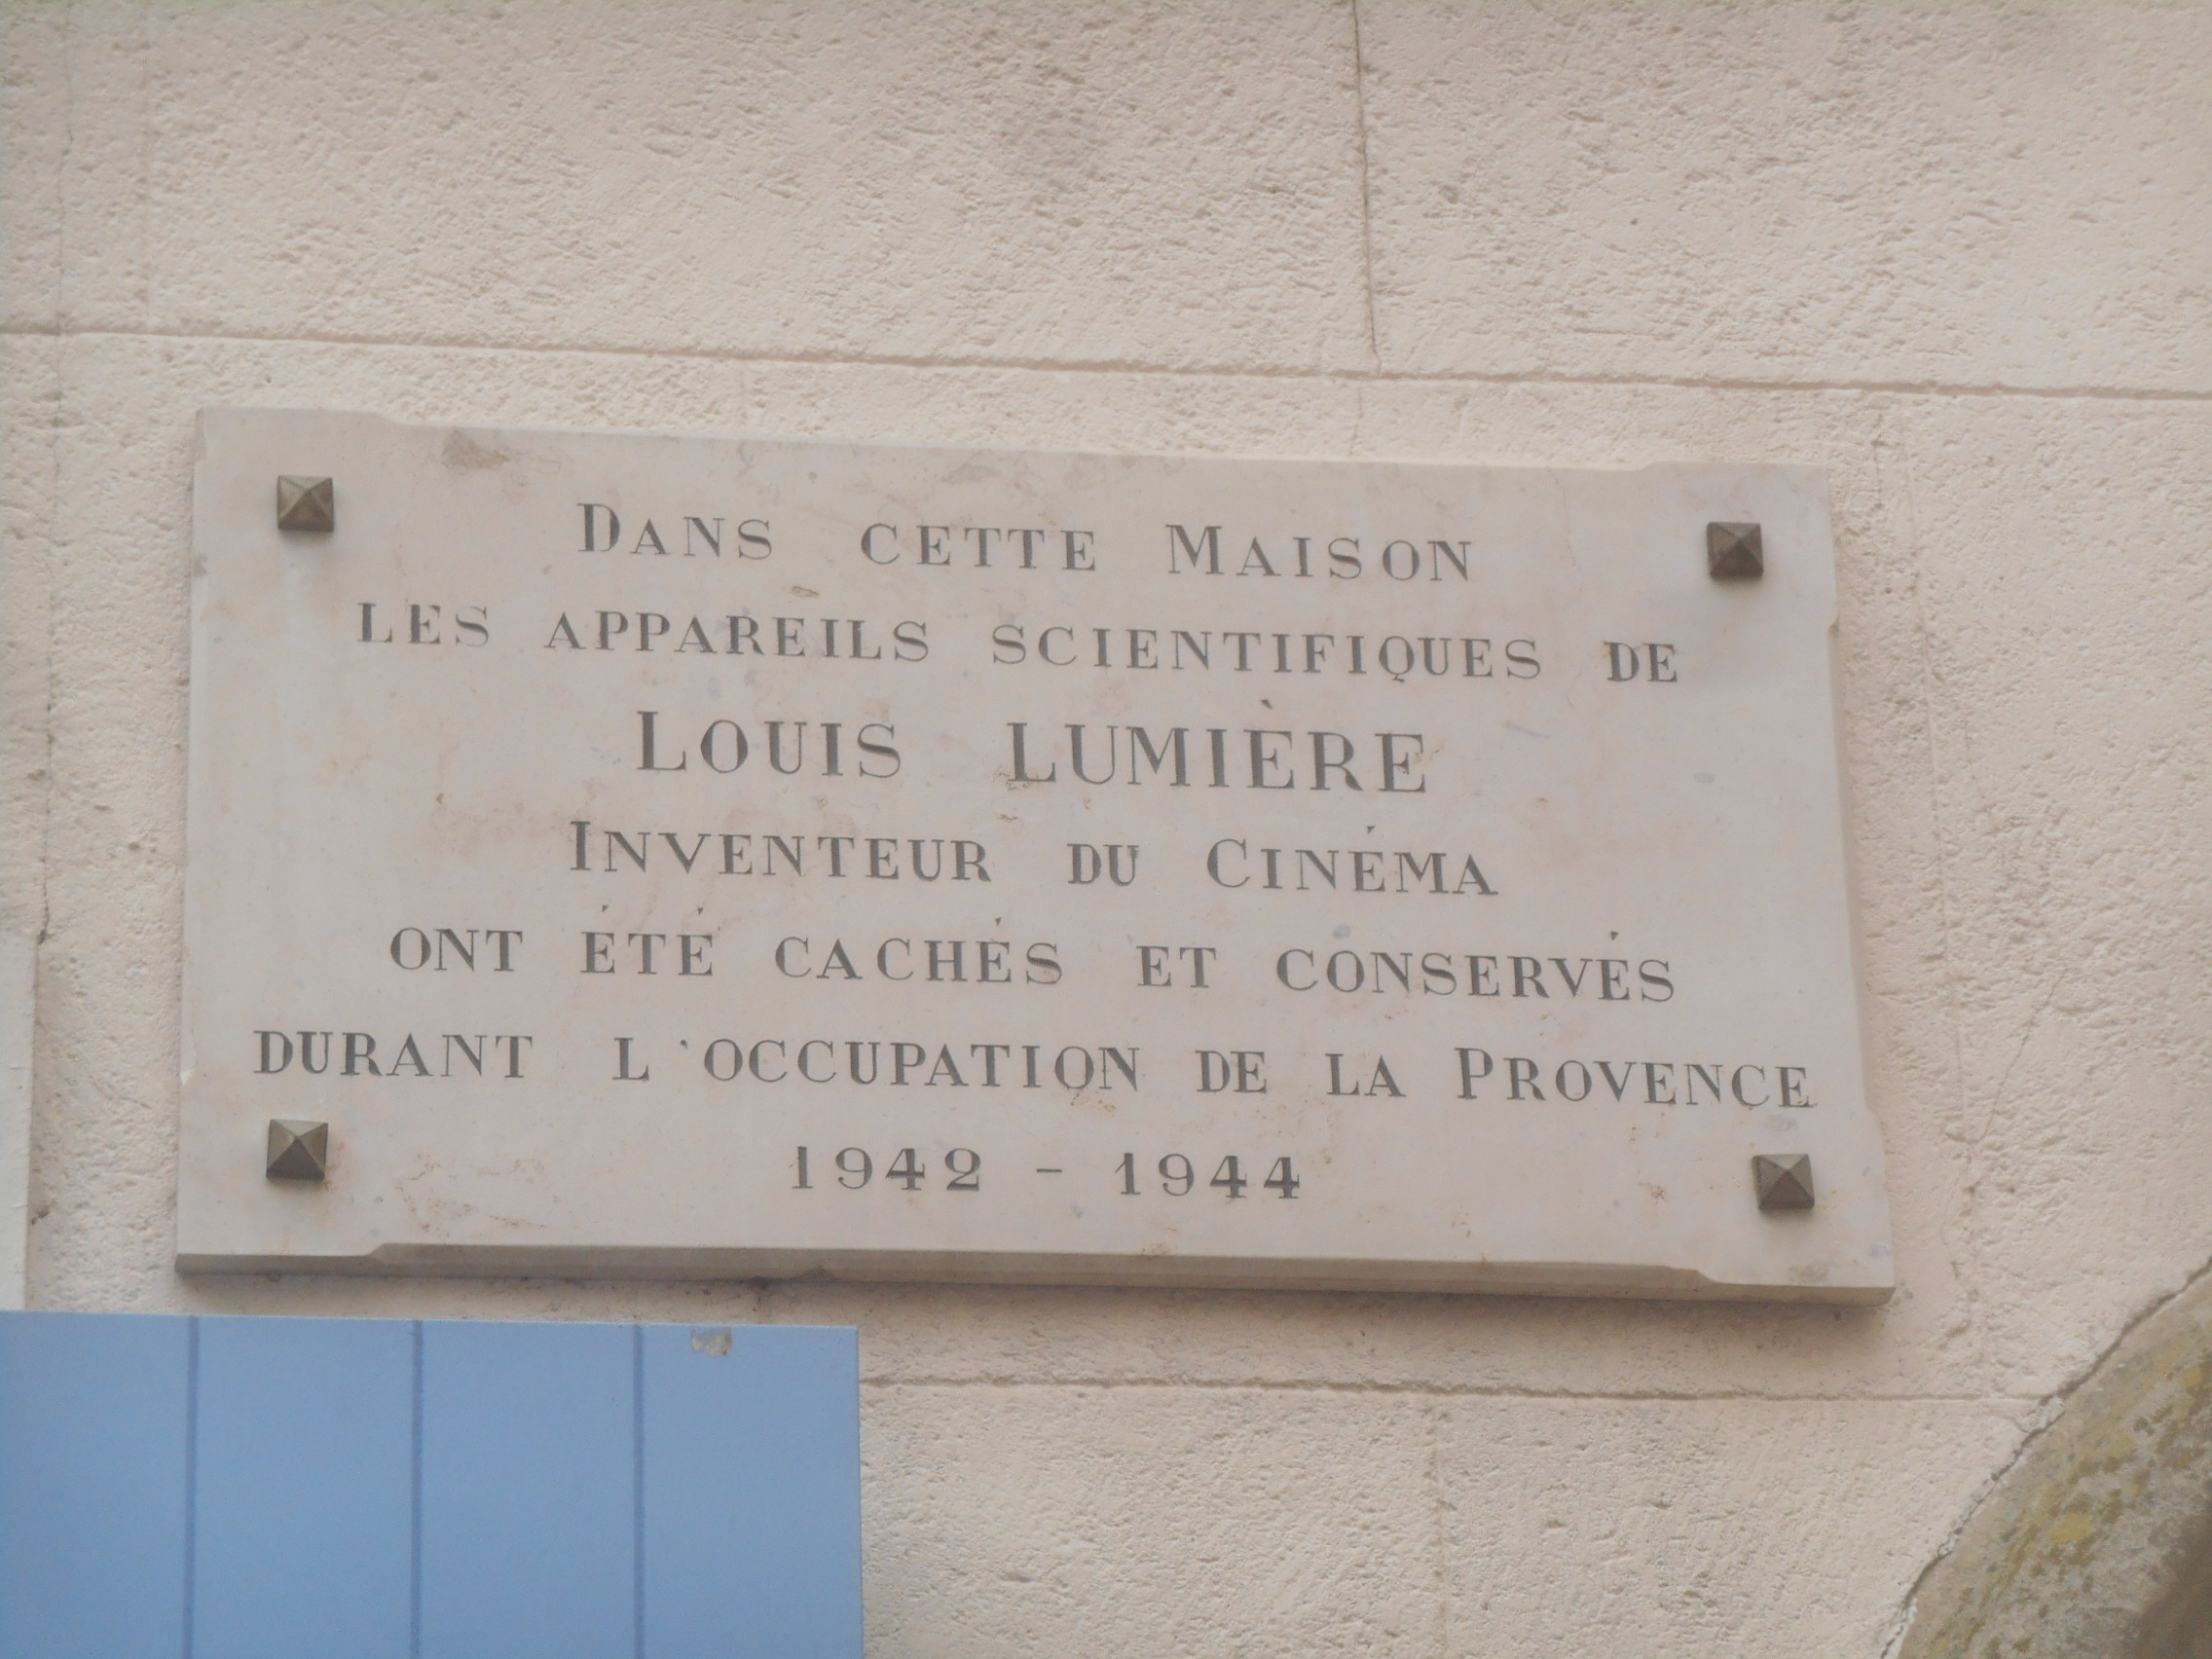 DANS CETTE MAISON
LES APPAREILS SCIENTIFIQUES DE
LOUIS LUMIÈRE
INVENTEUR DU CINÉMA
ONT ÉTÉ CACHÉS ET CONSERVÉS
DURANT L'OCCUPATION DE LA PROVENCE
1942 - 1944